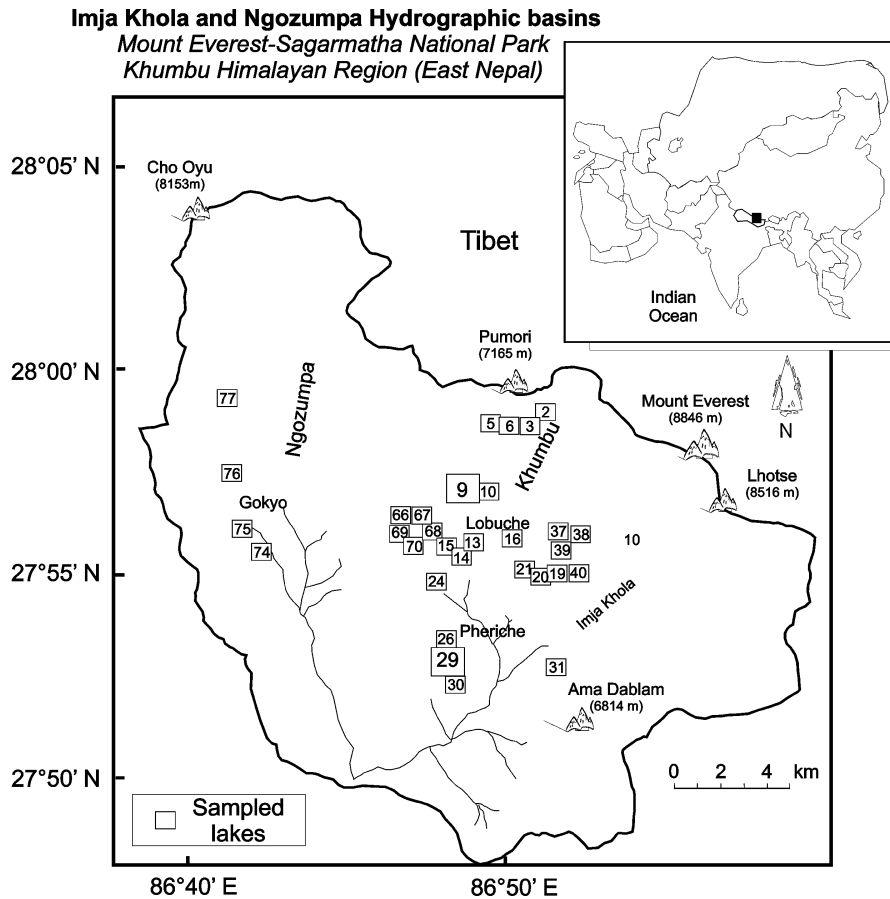 Imja Khola and Ngozumpa Hydrographic basins
Mount Everest-Sagarmatha National Park
Khumbu Himalayan Region (East Nepal)
28°05' N
Cho Oyu
(8153m)
Tibet
Indian
Ocean
Pumori
(7165 m)
28°00' N
Mount Everest
(8846 m)
N
77
Ngozumpa
2
5
6
3
Khumbu
76
Lhotse
(8516 m)
9
10
Gokyo
66
67
Lobuche
75
69
68
37
38
10
74
70
15
13
16
39
14
27°55' N
24
21
20
19
40
Imja Khola
26
Pheriche
29
31
30
Ama Dablam
(6814 m)
27°50' N
0 2 4 km
Sampled
lakes
86°40' E
86°50' E